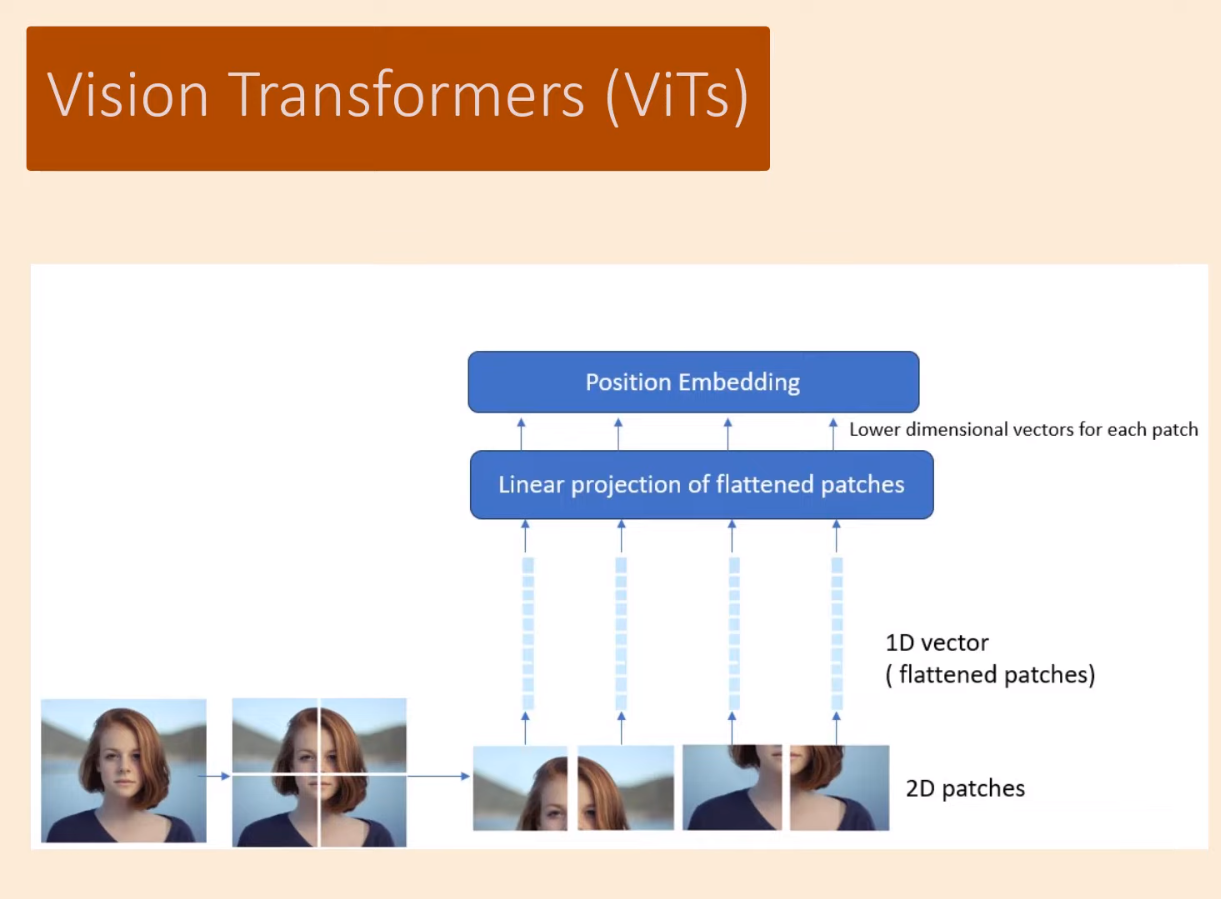 Vision Transformers (ViTs)
Position Embedding
Lower dimensional vectors for each patch
Linear projection of flattened patches
1D vector
( flattened patches)
2D patches